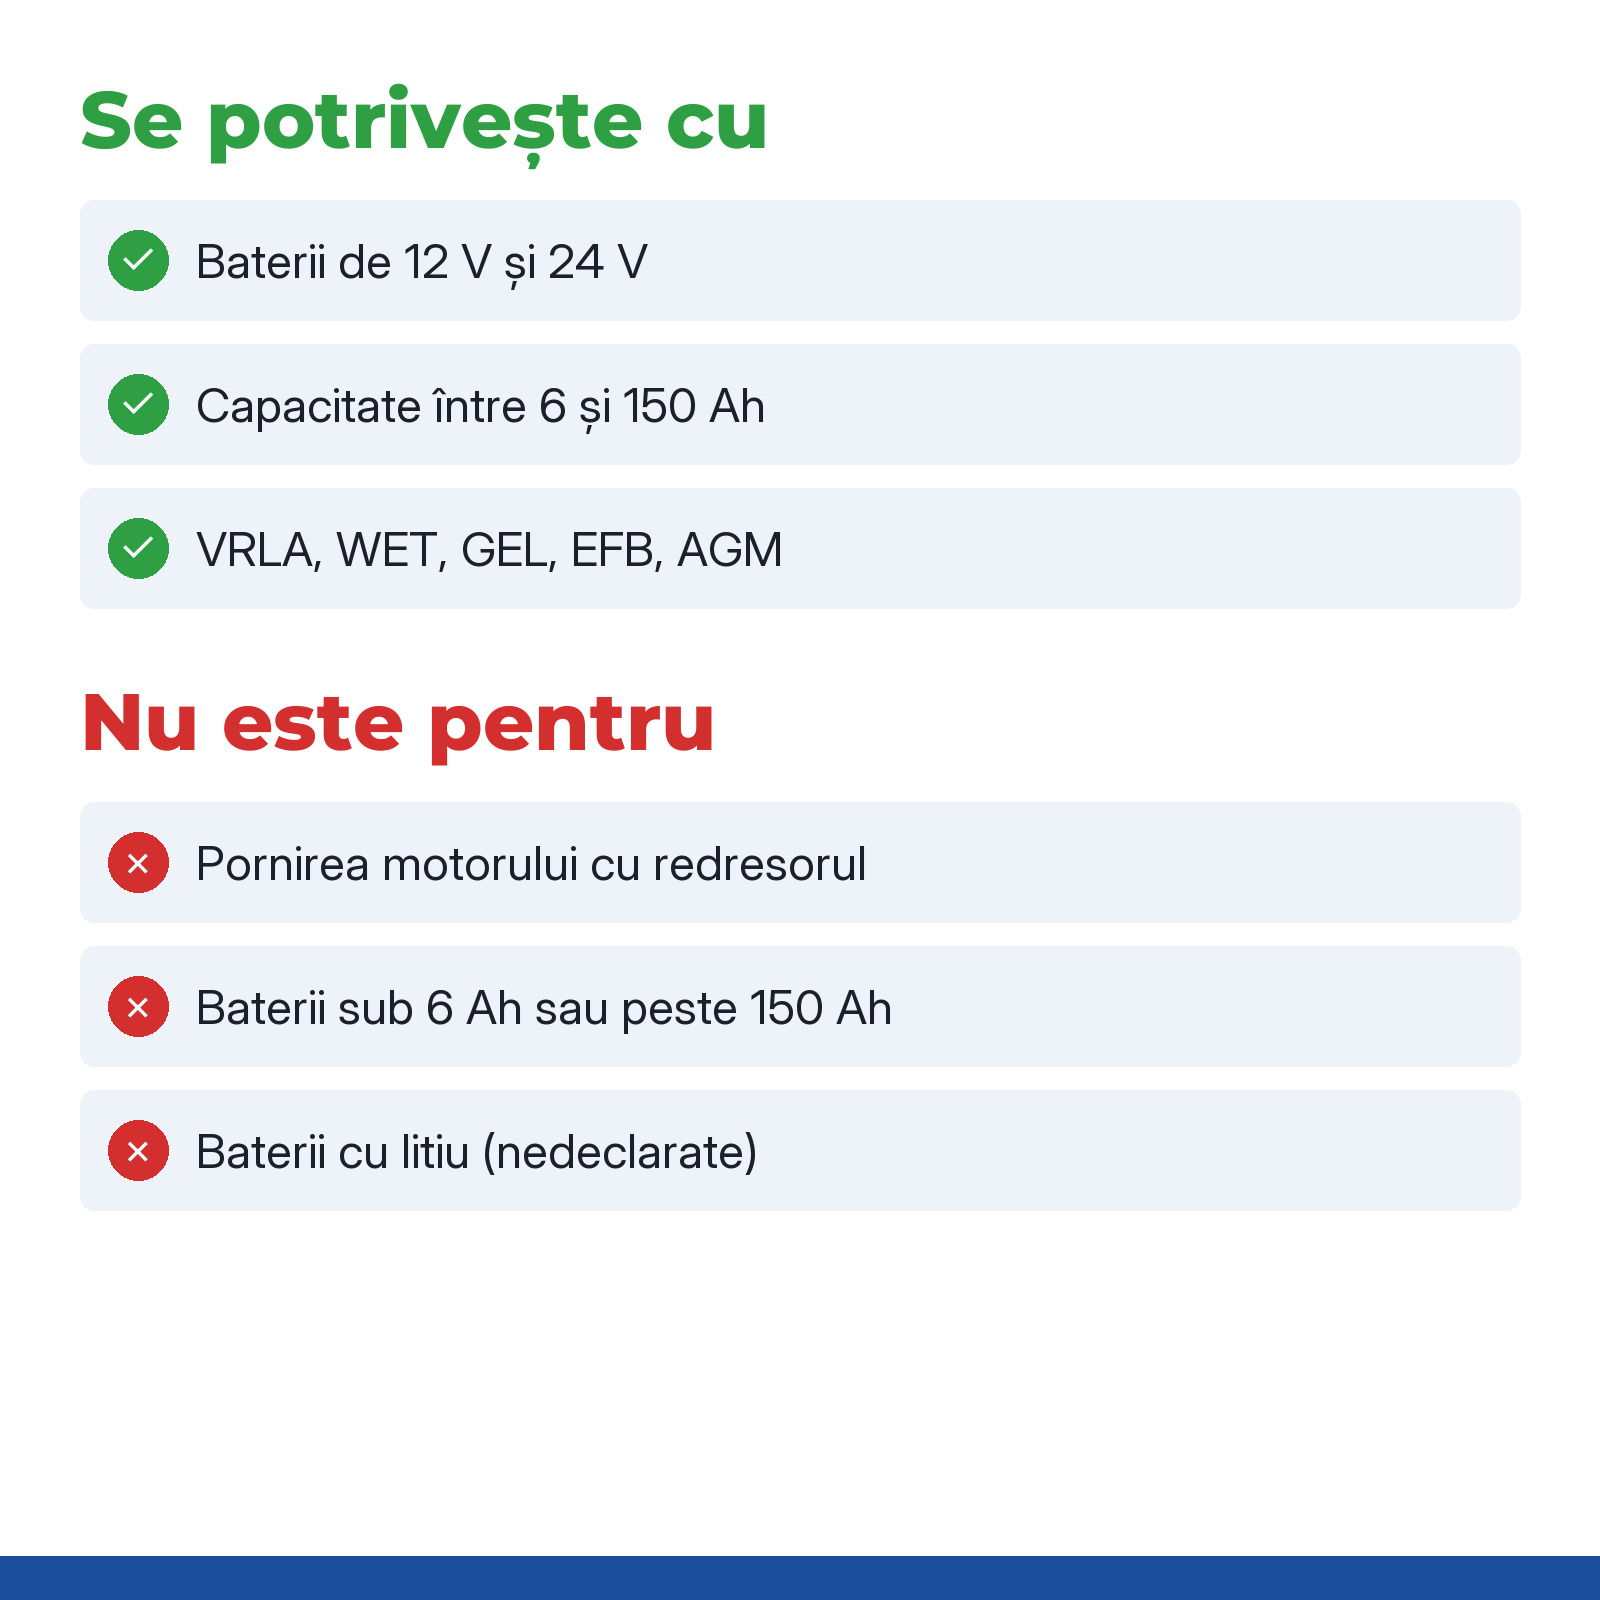 Se potrivește cu
Baterii de 12 V și 24 V
Capacitate între 6 și 150 Ah
VRLA, WET, GEL, EFB, AGM
Nu este pentru
Pornirea motorului cu redresorul
Baterii sub 6 Ah sau peste 150 Ah
Baterii cu litiu (nedeclarate)